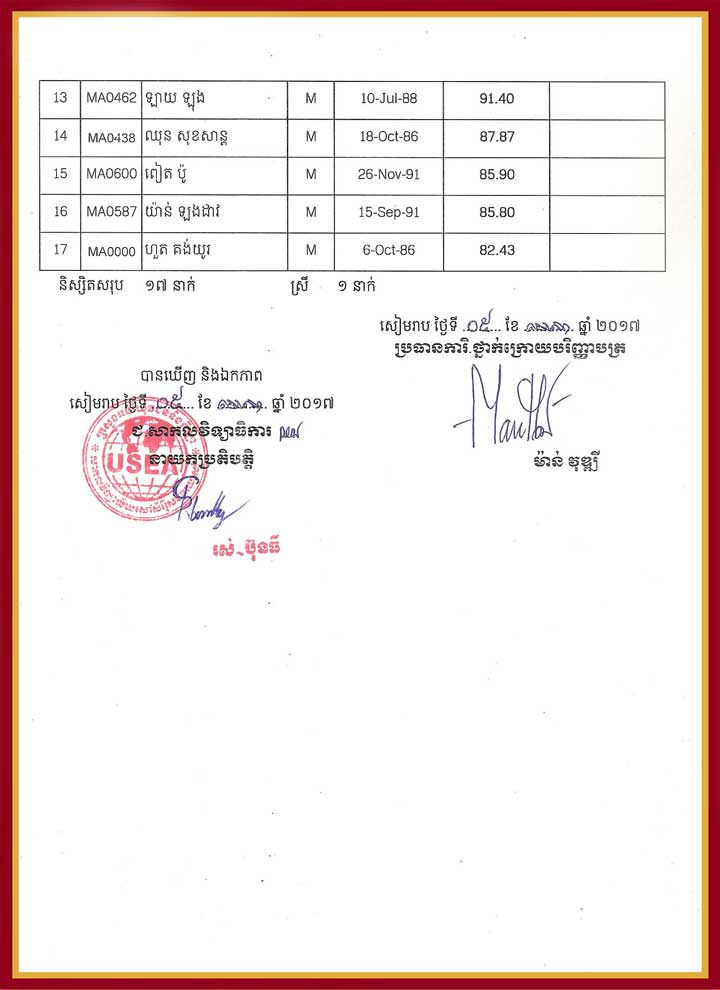 13 MA0462 ឡាយ ឡុង M 10-Jul-88 91.40
14 MA0438 ឈុន សុខសាន្ត M 18-Oct-86 87.87
15 MA0600 ពៀត ប៉ូ M 26-Nov-91 85.90
16 MA0587 យ៉ាន់ ឡុងដាវ M 15-Sep-91 85.80
17 MA0000 ហួត គង់យូរ M 6-Oct-86 82.43
និស្សិតសរុប ១៧ នាក់ ស្រី ១ នាក់
សៀមរាប ថ្ងៃទី ០៥ ខែ ឆ្នាំ ២០១៧
ប្រធានការិ.ថ្នាក់ក្រោយបរិញ្ញាបត្រ
ម៉ាន់ វុឌ្ឍី
បានឃើញ និងឯកភាព
សៀមរាប ថ្ងៃទី ០៥ ខែ ឆ្នាំ ២០១៧
ជ.សាកលវិទ្យាធិការ
នាយកប្រតិបត្តិ
USEA
រស់ ប៊ុនធី